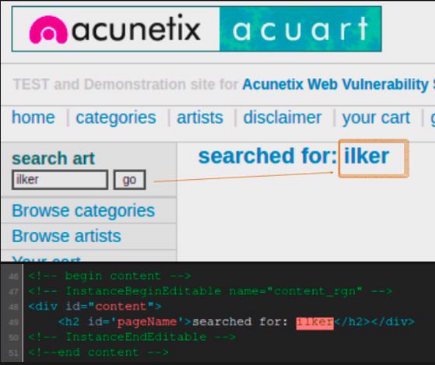 acunetix acuart
TEST and Demonstration site for Acunetix Web Vulnerability S
home categories artists disclaimer your cart g
search art
ilker go
searched for: ilker
Browse categories
Browse artists
Your cart
46 <!-- begin content -->
47 <!-- InstanceBeginEditable name="content_rgn" -->
48 <div id="content">
49 <h2 id='pageName'>searched for: ilker</h2></div>
50 <!-- InstanceEndEditable -->
51 <!--end content -->